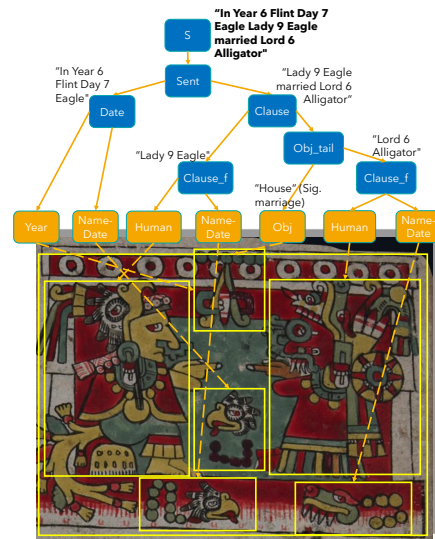 "In Year 6 Flint Day 7
Eagle Lady 9 Eagle
married Lord 6
Alligator"
S
"In Year 6
Flint Day 7
Eagle"
Sent
"Lady 9 Eagle
married Lord 6
Alligator"
Date
Clause
Obj_tail
"Lord 6
Alligator"
"Lady 9 Eagle"
Clause_f
"House" (Sig.
marriage)
Clause_f
Year
Name-
Date
Human
Name-
Date
Obj
Human
Name-
Date